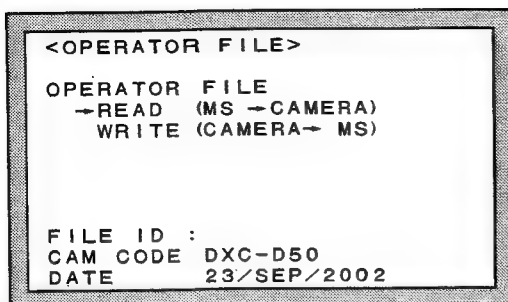 <OPERATOR FILE>
OPERATOR FILE
→READ (MS →CAMERA)
WRITE (CAMERA→ MS)
FILE ID :
CAM CODE DXC-D50
DATE 23/SEP/2002